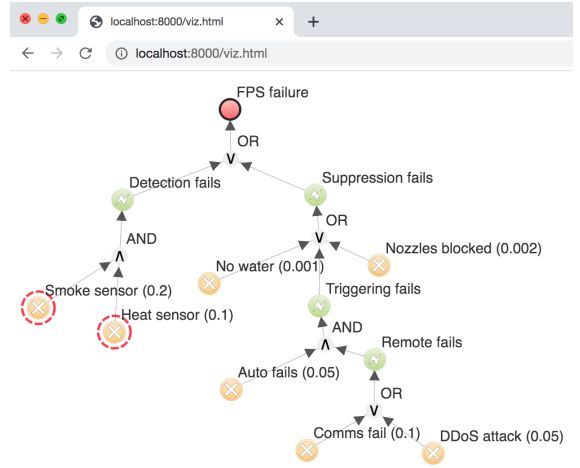 localhost:8000/viz.html
localhost:8000/viz.html
FPS failure
OR
∨
Detection fails
Suppression fails
OR
AND
∨
Nozzles blocked (0.002)
∧
No water (0.001)
Smoke sensor (0.2)
Triggering fails
Heat sensor (0.1)
AND
∧
Remote fails
Auto fails (0.05)
OR
∨
Comms fail (0.1)
DDoS attack (0.05)